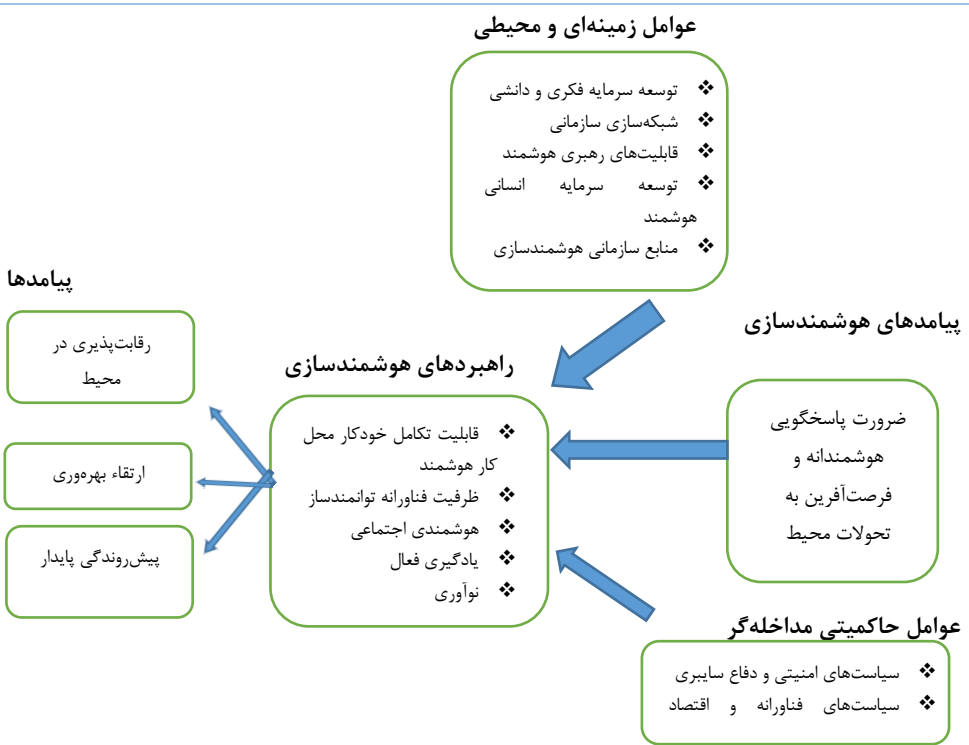 عوامل زمینه‌ای و محیطی
❖ توسعه سرمایه فکری و دانشی
❖ شبکه‌سازی سازمانی
❖ قابلیت‌های رهبری هوشمند
❖ توسعه سرمایه انسانی
هوشمند
❖ منابع سازمانی هوشمندسازی
پیامدهای هوشمندسازی
ضرورت پاسخگویی
هوشمندانه و
فرصت‌آفرین به
تحولات محیط
عوامل حاکمیتی مداخله‌گر
❖ سیاست‌های امنیتی و دفاع سایبری
❖ سیاست‌های فناورانه و اقتصاد
راهبردهای هوشمندسازی
❖ قابلیت تکامل خودکار محل
کار هوشمند
❖ ظرفیت فناورانه توانمندساز
❖ هوشمندی اجتماعی
❖ یادگیری فعال
❖ نوآوری
پیامدها
رقابت‌پذیری در
محیط
ارتقاء بهره‌وری
پیش‌روندگی پایدار